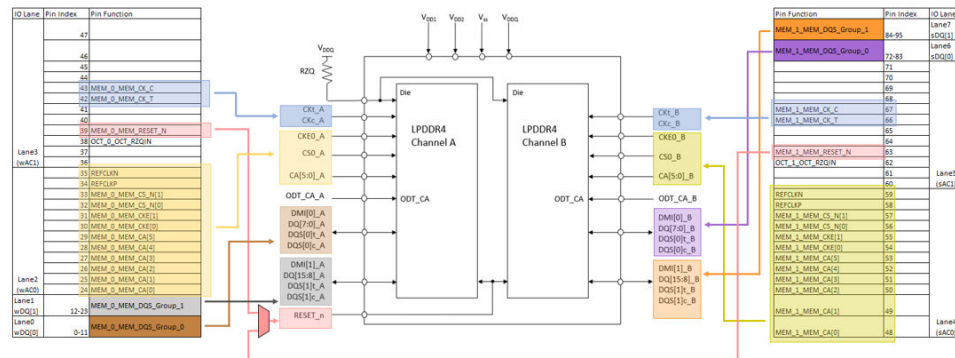 IO Lane Pin Index Pin Function
47
46
45
44
43 MEM_0_MEM_CK_C
42 MEM_0_MEM_CK_T
41
40
39 MEM_0_MEM_RESET_N
38 OCT_0_OCT_RZQIN
Lane3 37
(wAC1) 36
35 REFCLKN
34 REFCLKP
33 MEM_0_MEM_CS_N[1]
32 MEM_0_MEM_CS_N[0]
31 MEM_0_MEM_CKE[1]
30 MEM_0_MEM_CKE[0]
29 MEM_0_MEM_CA[5]
28 MEM_0_MEM_CA[4]
27 MEM_0_MEM_CA[3]
26 MEM_0_MEM_CA[2]
Lane2 25 MEM_0_MEM_CA[1]
(wAC0) 24 MEM_0_MEM_CA[0]
Lane1
wDQ[1] 12-23 MEM_0_MEM_DQS_Group_1
Lane0
wDQ[0] 0-11 MEM_0_MEM_DQS_Group_0
VDD1 VDD2 Vss VDDQ
VDDQ
RZQ
CKt_A
CKc_A
CKE0_A
CS0_A
CA[5:0]_A
ODT_CA_A
DMI[0]_A
DQ[7:0]_A
DQS[0]t_A
DQS[0]c_A
DMI[1]_A
DQ[15:8]_A
DQS[1]t_A
DQS[1]c_A
RESET_n
Die
LPDDR4
Channel A
ODT_CA
Die
LPDDR4
Channel B
ODT_CA
CKt_B
CKc_B
CKE0_B
CS0_B
CA[5:0]_B
ODT_CA_B
DMI[0]_B
DQ[7:0]_B
DQS[0]t_B
DQS[0]c_B
DMI[1]_B
DQ[15:8]_B
DQS[1]t_B
DQS[1]c_B
Pin Function Pin Index IO Lane
MEM_1_MEM_DQS_Group_1 84-95 Lane7
sDQ[1]
MEM_1_MEM_DQS_Group_0 72-83 Lane6
sDQ[0]
71
70
69
68
MEM_1_MEM_CK_C 67
MEM_1_MEM_CK_T 66
65
64
MEM_1_MEM_RESET_N 63
OCT_1_OCT_RZQIN 62
61 Lane5
60 (sAC1)
REFCLKN 59
REFCLKP 58
MEM_1_MEM_CS_N[1] 57
MEM_1_MEM_CS_N[0] 56
MEM_1_MEM_CKE[1] 55
MEM_1_MEM_CKE[0] 54
MEM_1_MEM_CA[5] 53
MEM_1_MEM_CA[4] 52
MEM_1_MEM_CA[3] 51
MEM_1_MEM_CA[2] 50
MEM_1_MEM_CA[1] 49
Lane4
MEM_1_MEM_CA[0] 48 (sAC0)